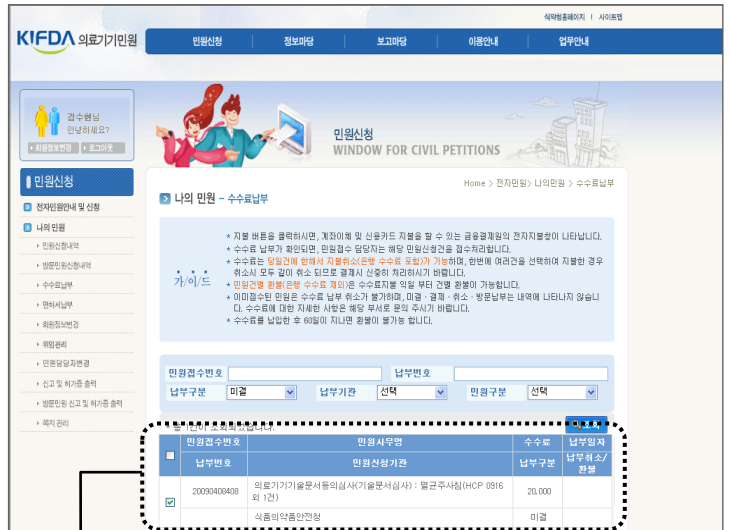 식약청홈페이지 | 사이트맵
KIFDA 의료기기민원
민원신청 정보마당 보고마당 이용안내 업무안내
접수원님
안녕하세요?
회원정보변경 로그아웃
민원신청
WINDOW FOR CIVIL PETITIONS
민원신청
전자민원안내 및 신청
나의 민원
민원신청내역
방문민원신청내역
수수료납부
면허세납부
회원정보변경
위임관리
민원담당자변경
신고 및 허가증 출력
방문민원 신고 및 허가증 출력
쪽지 관리
Home > 전자민원> 나의민원 > 수수료납부
나의 민원 - 수수료납부
가/이/드
* 지불 버튼을 클릭하시면, 계좌이체 및 신용카드 지불을 할 수 있는 금융결제원의 전자지불창이 나타납니다.
* 수수료 납부가 확인되면, 민원접수 담당자는 해당 민원신청건을 접수처리합니다.
* 수수료는 당일건에 한해서 지불취소(은행 수수료 포함)가 가능하며, 한번에 여러건을 선택하여 지불한 경우
취소시 모두 같이 취소 되므로 결제시 신중히 처리하시기 바랍니다.
* 민원건별 환불(은행 수수료 제외)은 수수료지불 익일 부터 건별 환불이 가능합니다.
* 이미접수된 민원은 수수료 납부 취소가 불가하며, 미결 · 결제 · 취소 · 방문납부는 내역에 나타나지 않습니
다. 수수료에 대한 자세한 사항은 해당 부서로 문의 주시기 바랍니다.
* 수수료를 납입한 후 60일이 지나면 환불이 불가능 합니다.
민원접수번호 납부번호
납부구분 미결 납부기관 선택 민원구분 선택
총 1건이 조회되었습니다. 조회
민원접수번호 민원사무명 수수료 납부일자
납부번호 민원신청기관 납부구분 납부취소/
환불
20090408408 의료기기기술문서등의심사(기술문서심사) : 멸균주사침(HCP 0916
외 1건) 20,000
식품의약품안전청 미결